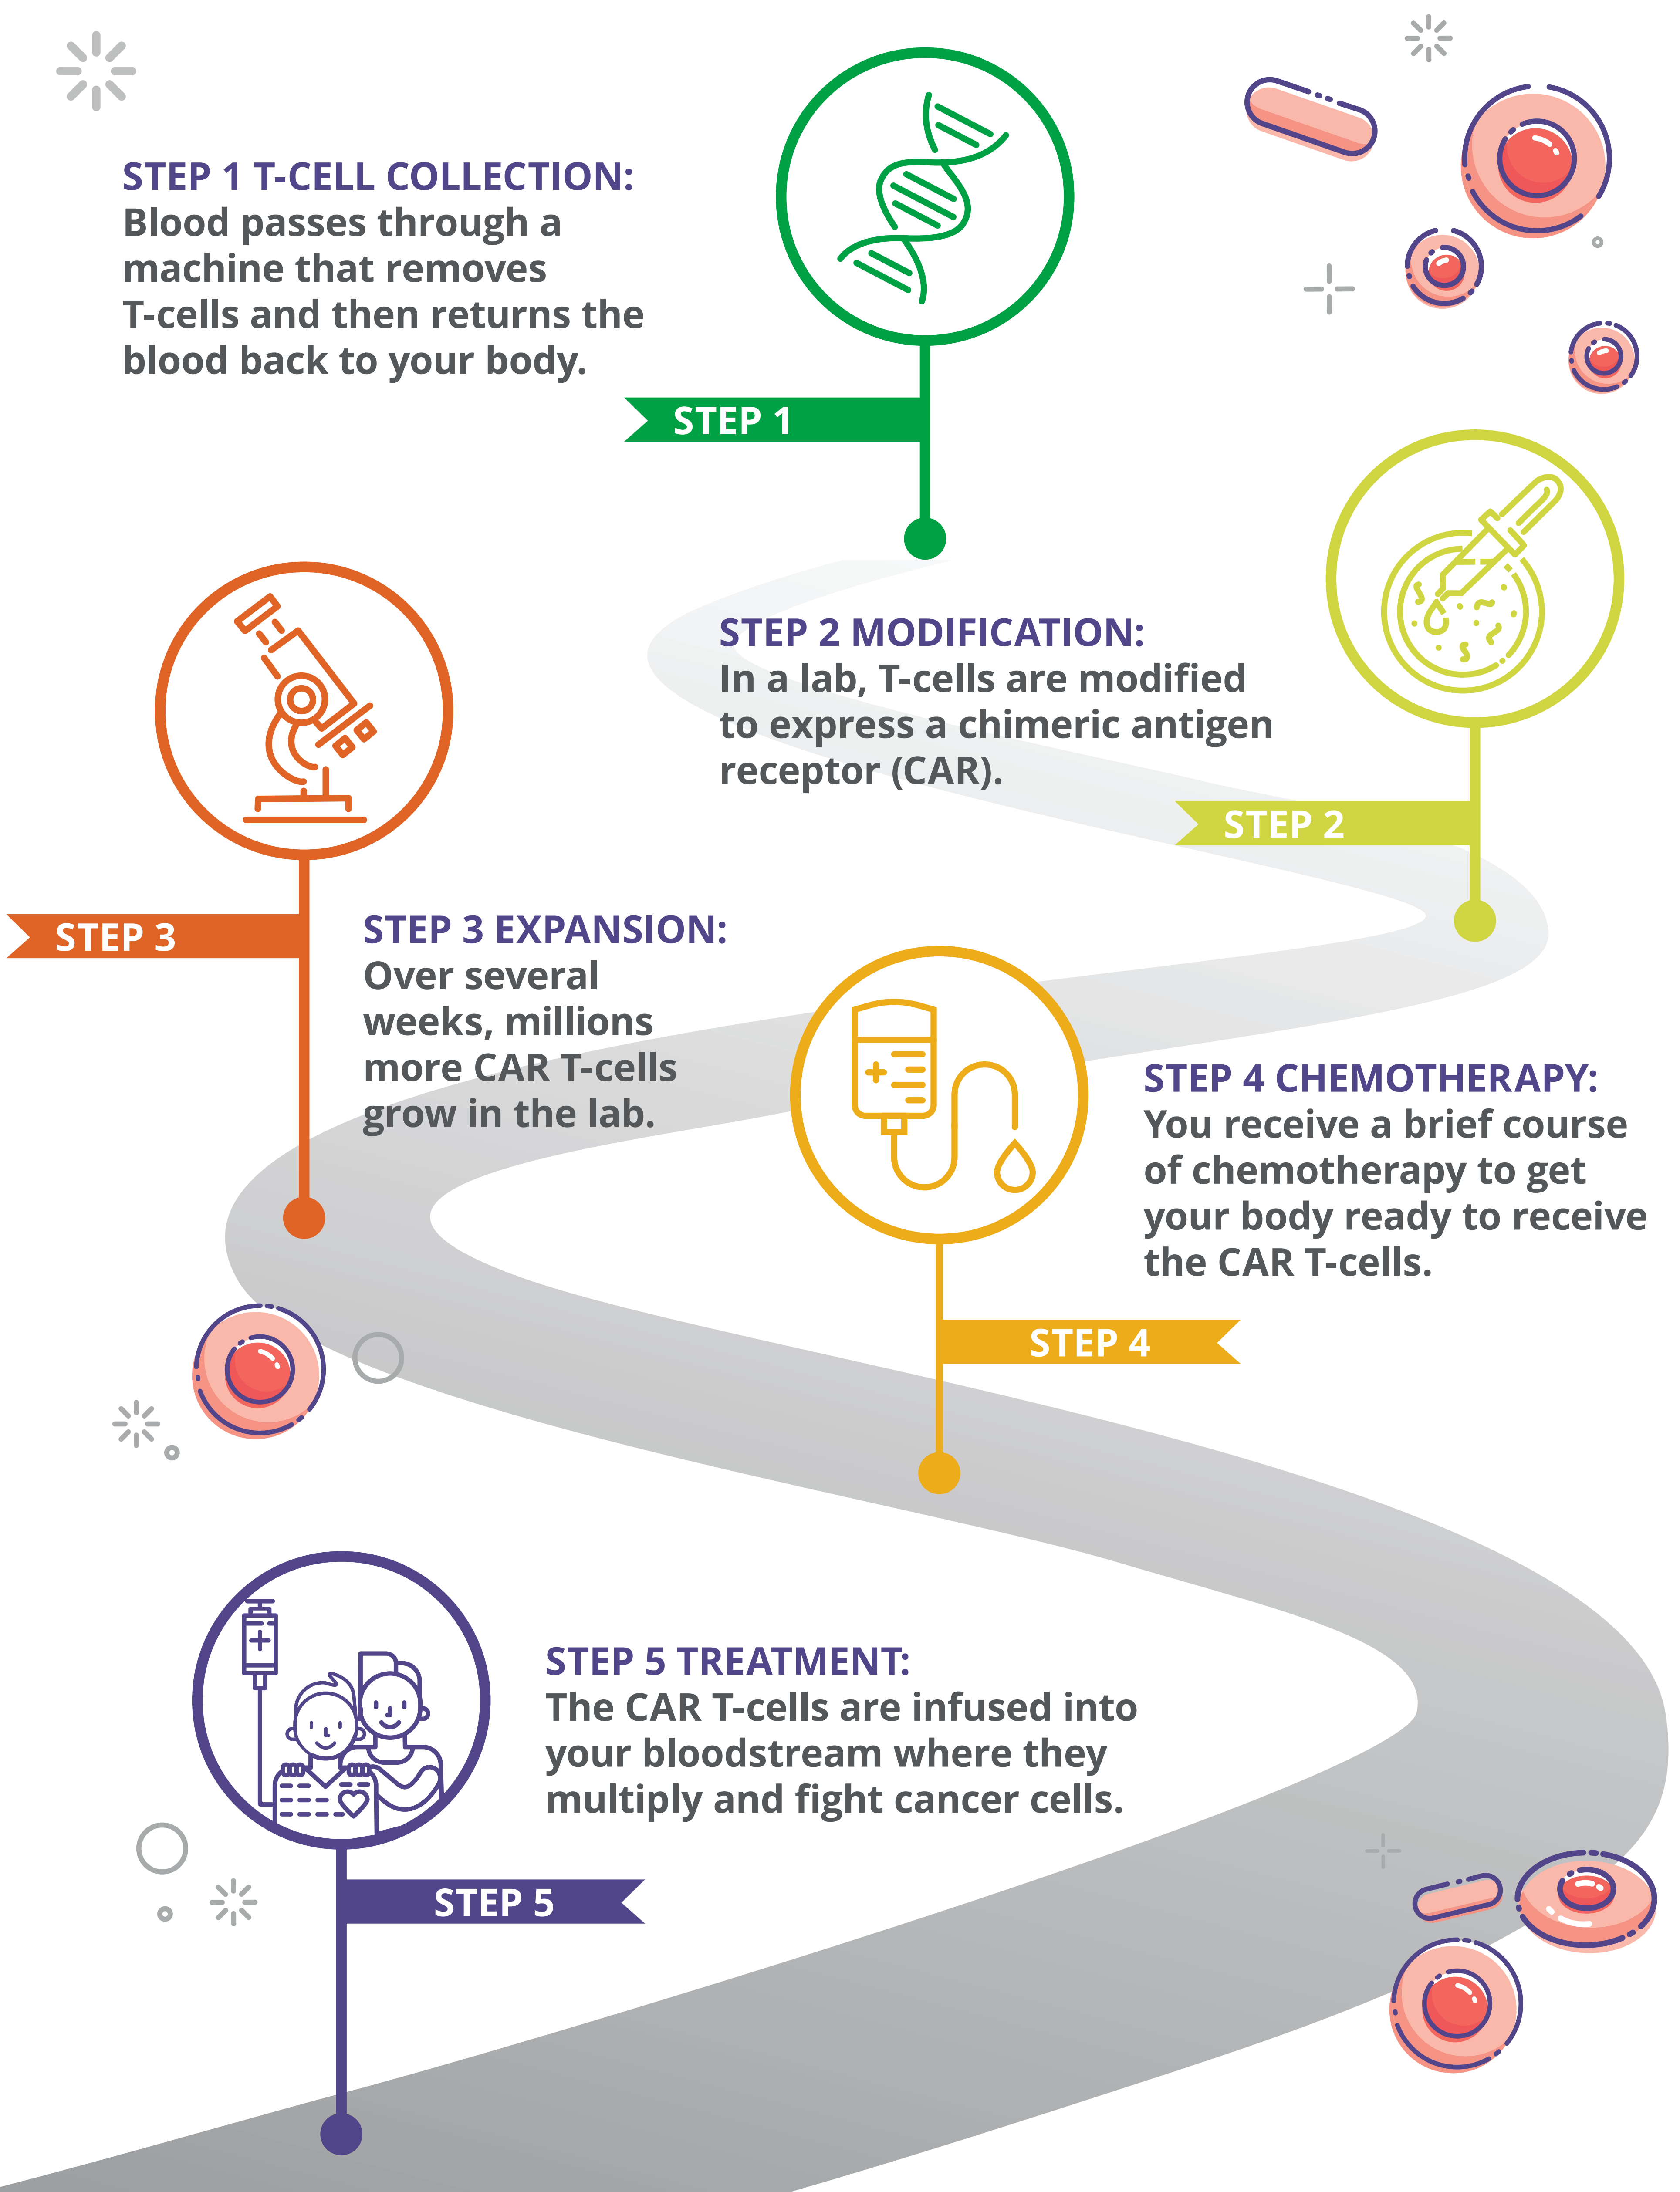 STEP 1 T-CELL COLLECTION:
Blood passes through a
machine that removes
T-cells and then returns the
blood back to your body.
STEP 1
STEP 2 MODIFICATION:
In a lab, T-cells are modified
to express a chimeric antigen
receptor (CAR).
STEP 2
STEP 3
STEP 3 EXPANSION:
Over several
weeks, millions
more CAR T-cells
grow in the lab.
STEP 4 CHEMOTHERAPY:
You receive a brief course
of chemotherapy to get
your body ready to receive
the CAR T-cells.
STEP 4
STEP 5 TREATMENT:
The CAR T-cells are infused into
your bloodstream where they
multiply and fight cancer cells.
STEP 5